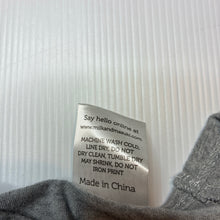 Say hello online at
www.milkandmasuki.com
MACHINE WASH COLD,
LINE DRY, DO NOT
DRY CLEAN, TUMBLE DRY
MAY SHRINK, DO NOT
IRON PRINT
Made in China